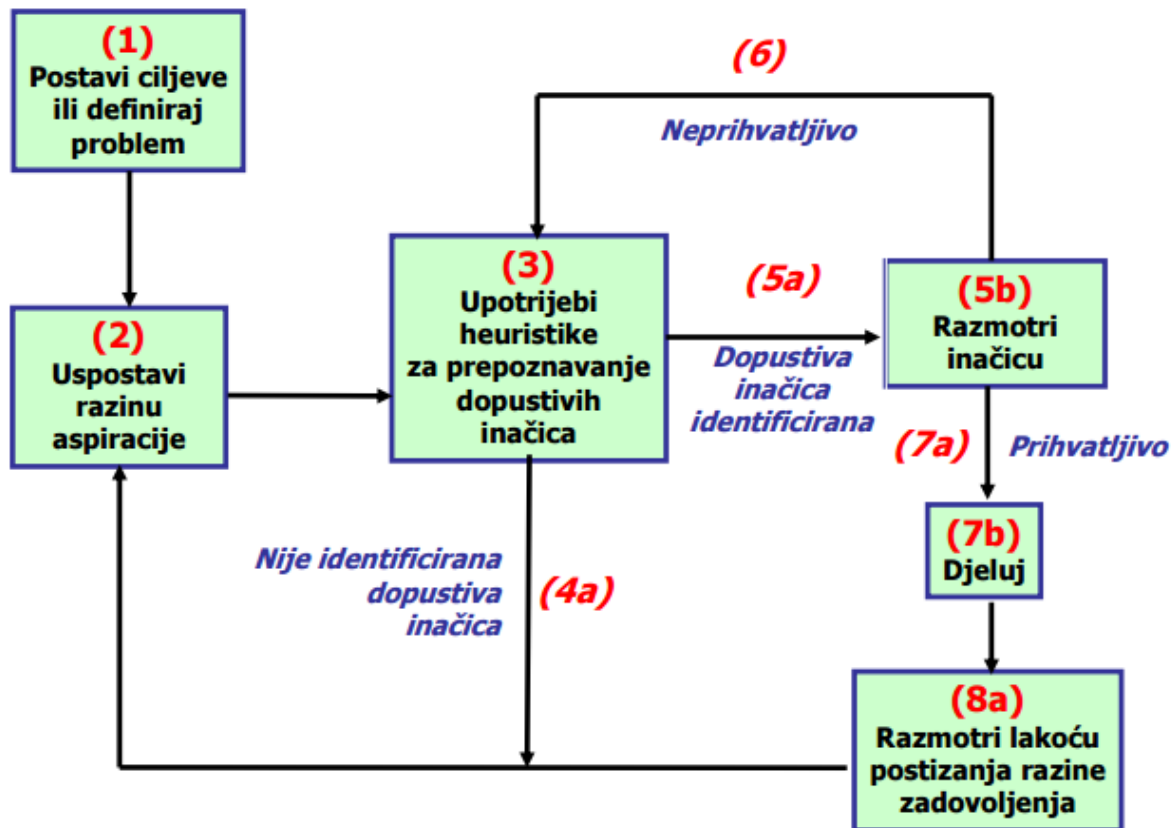 (1)
Postavi ciljeve
ili definiraj
problem
(2)
Uspostavi
razinu
aspiracije
(3)
Upotrijebi
heuristike
za prepoznavanje
dopustivih
inačica
(4a)
Nije identificirana
dopustiva
inačica
(5a)
Dopustiva
inačica
identificirana
(5b)
Razmotri
inačicu
(6)
Neprihvatljivo
(7a)
Prihvatljivo
(7b)
Djeluj
(8a)
Razmotri lakoću
postizanja razine
zadovoljenja